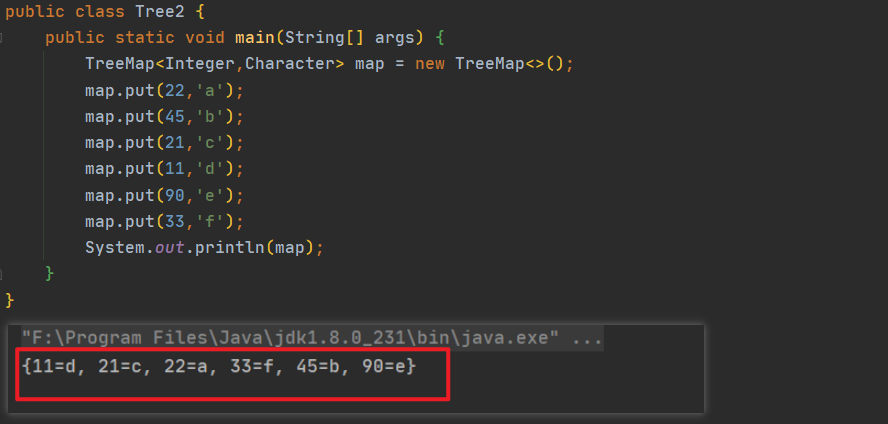 public class Tree2 {
    public static void main(String[] args) {
        TreeMap<Integer,Character> map = new TreeMap<>();
        map.put(22,'a');
        map.put(45,'b');
        map.put(21,'c');
        map.put(11,'d');
        map.put(90,'e');
        map.put(33,'f');
        System.out.println(map);
    }
}
"F:\Program Files\Java\jdk1.8.0_231\bin\java.exe" ...
{11=d, 21=c, 22=a, 33=f, 45=b, 90=e}